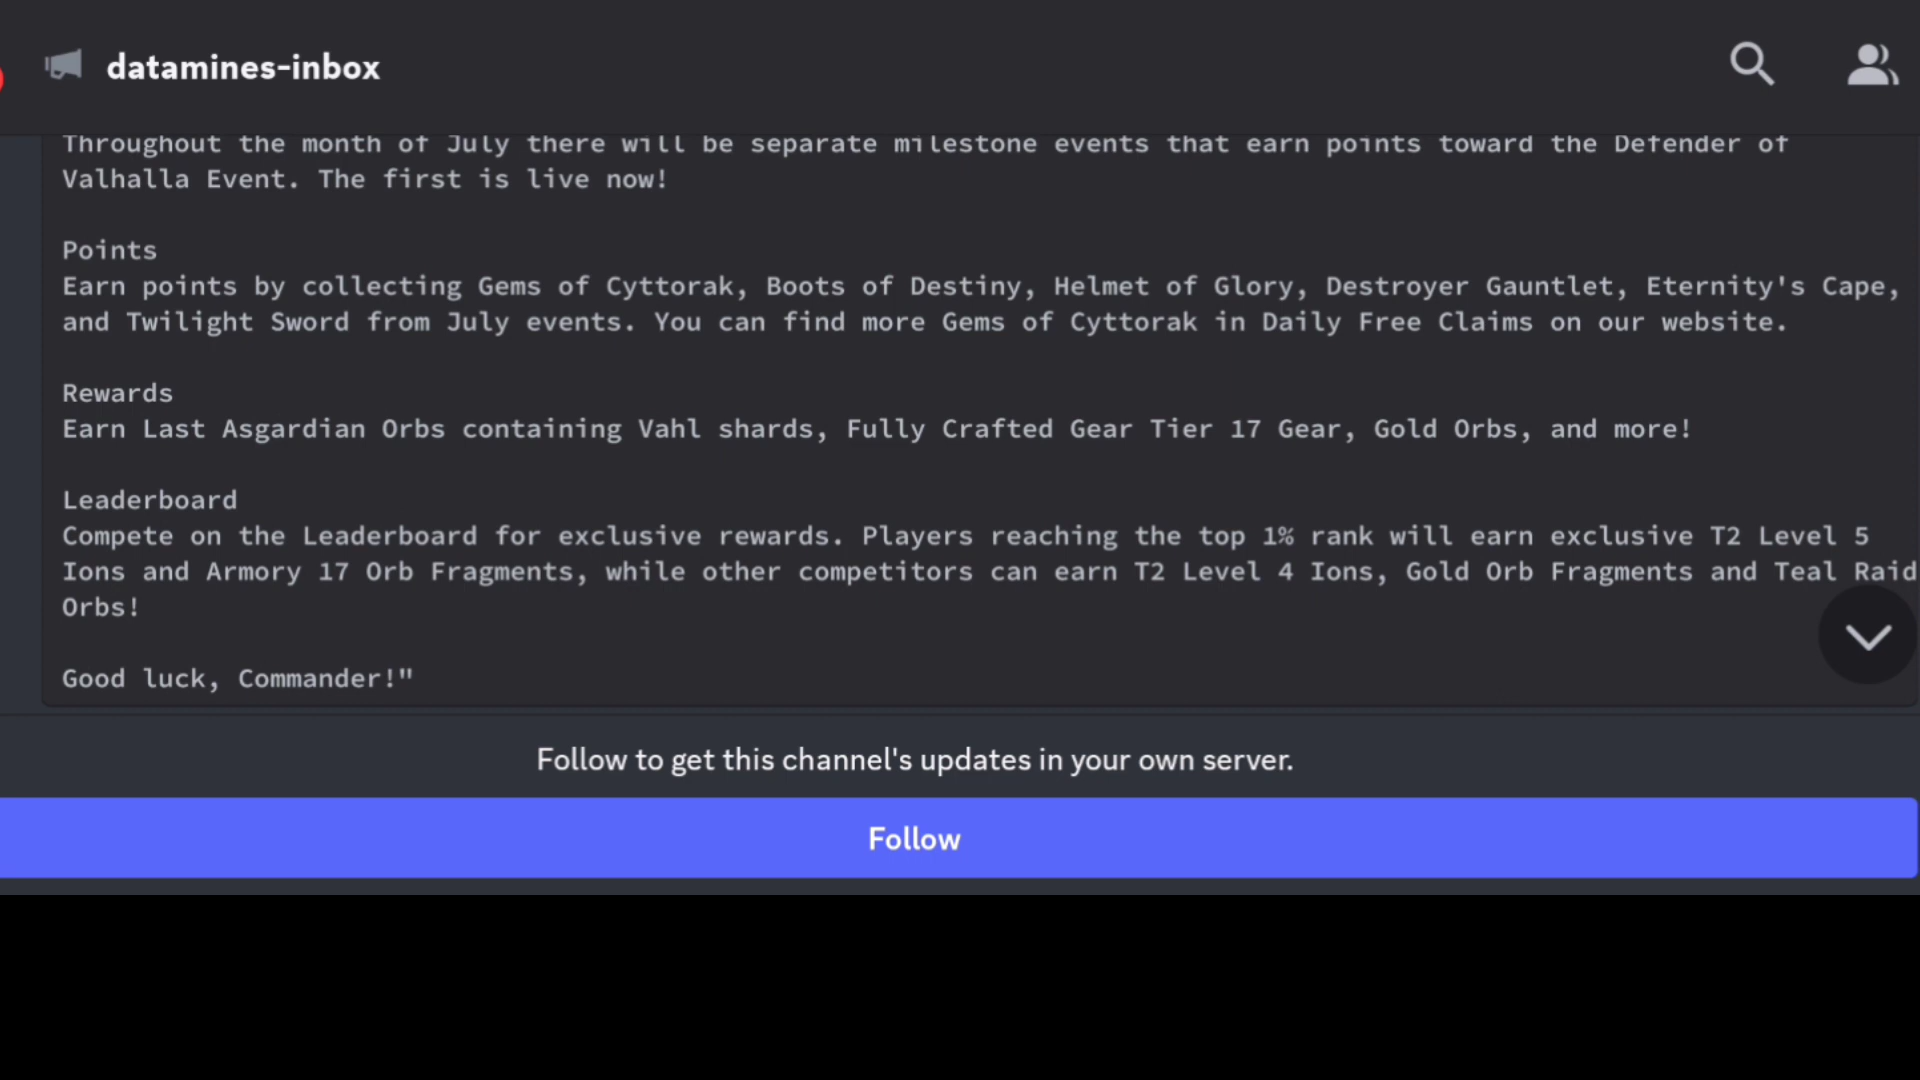 datamines-inbox
Throughout the month of July there will be separate milestone events that earn points toward the Defender of
Valhalla Event. The first is live now!
Points
Earn points by collecting Gems of Cyttorak, Boots of Destiny, Helmet of Glory, Destroyer Gauntlet, Eternity's Cape,
and Twilight Sword from July events. You can find more Gems of Cyttorak in Daily Free Claims on our website.
Rewards
Earn Last Asgardian Orbs containing Vahl shards, Fully Crafted Gear Tier 17 Gear, Gold Orbs, and more!
Leaderboard
Compete on the Leaderboard for exclusive rewards. Players reaching the top 1% rank will earn exclusive T2 Level 5
Ions and Armory 17 Orb Fragments, while other competitors can earn T2 Level 4 Ions, Gold Orb Fragments and Teal Raid
Orbs!
Good luck, Commander!"
Follow to get this channel's updates in your own server.
Follow